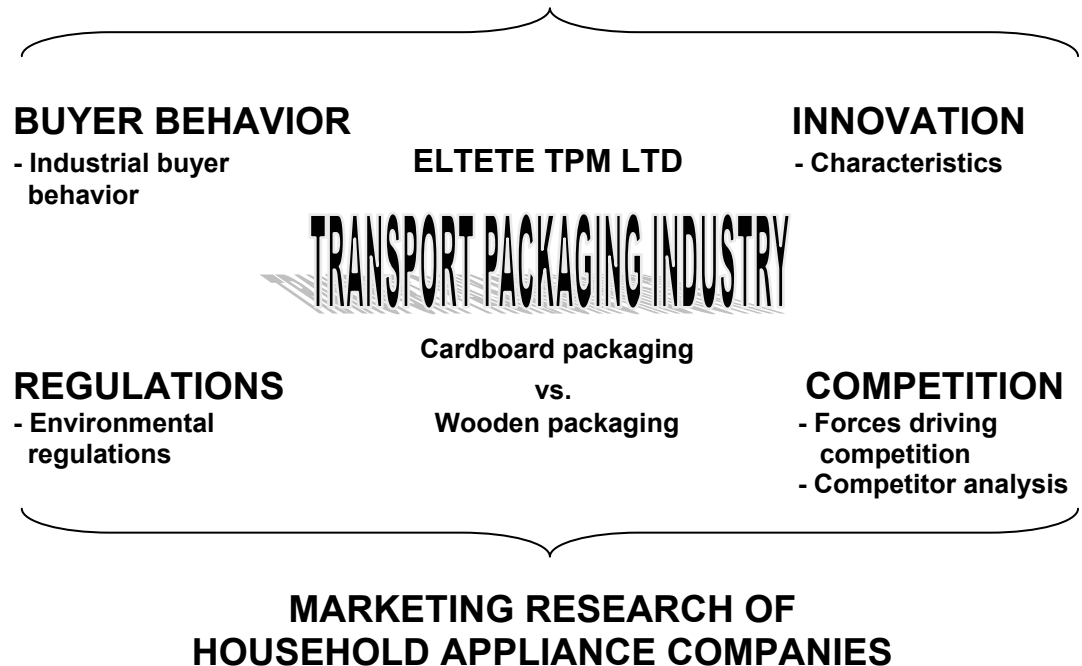 BUYER BEHAVIOR
- Industrial buyer
behavior
ELTETE TPM LTD
INNOVATION
- Characteristics
TRANSPORT PACKAGING INDUSTRY
Cardboard packaging
vs.
Wooden packaging
REGULATIONS
- Environmental
regulations
COMPETITION
- Forces driving
competition
- Competitor analysis
MARKETING RESEARCH OF
HOUSEHOLD APPLIANCE COMPANIES